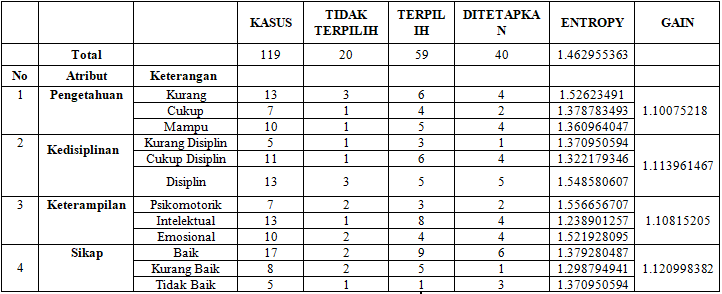 KASUS TIDAK TERPILIH TERPIL IH DITETAPKA N ENTROPY GAIN
Total 119 20 59 40 1.462955363
No Atribut Keterangan
1 Pengetahuan Kurang 13 3 6 4 1.52623491 1.10075218
Cukup 7 1 4 2 1.378783493
Mampu 10 1 5 4 1.360964047
2 Kedisiplinan Kurang Disiplin 5 1 3 1 1.370950594 1.113961467
Cukup Disiplin 11 1 6 4 1.322179346
Disiplin 13 3 5 5 1.548580607
3 Keterampilan Psikomotorik 7 2 3 2 1.556656707 1.10815205
Intelektual 13 1 8 4 1.238901257
Emosional 10 2 4 4 1.521928095
4 Sikap Baik 17 2 9 6 1.379280487 1.120998382
Kurang Baik 8 2 5 1 1.298794941
Tidak Baik 5 1 1 3 1.370950594